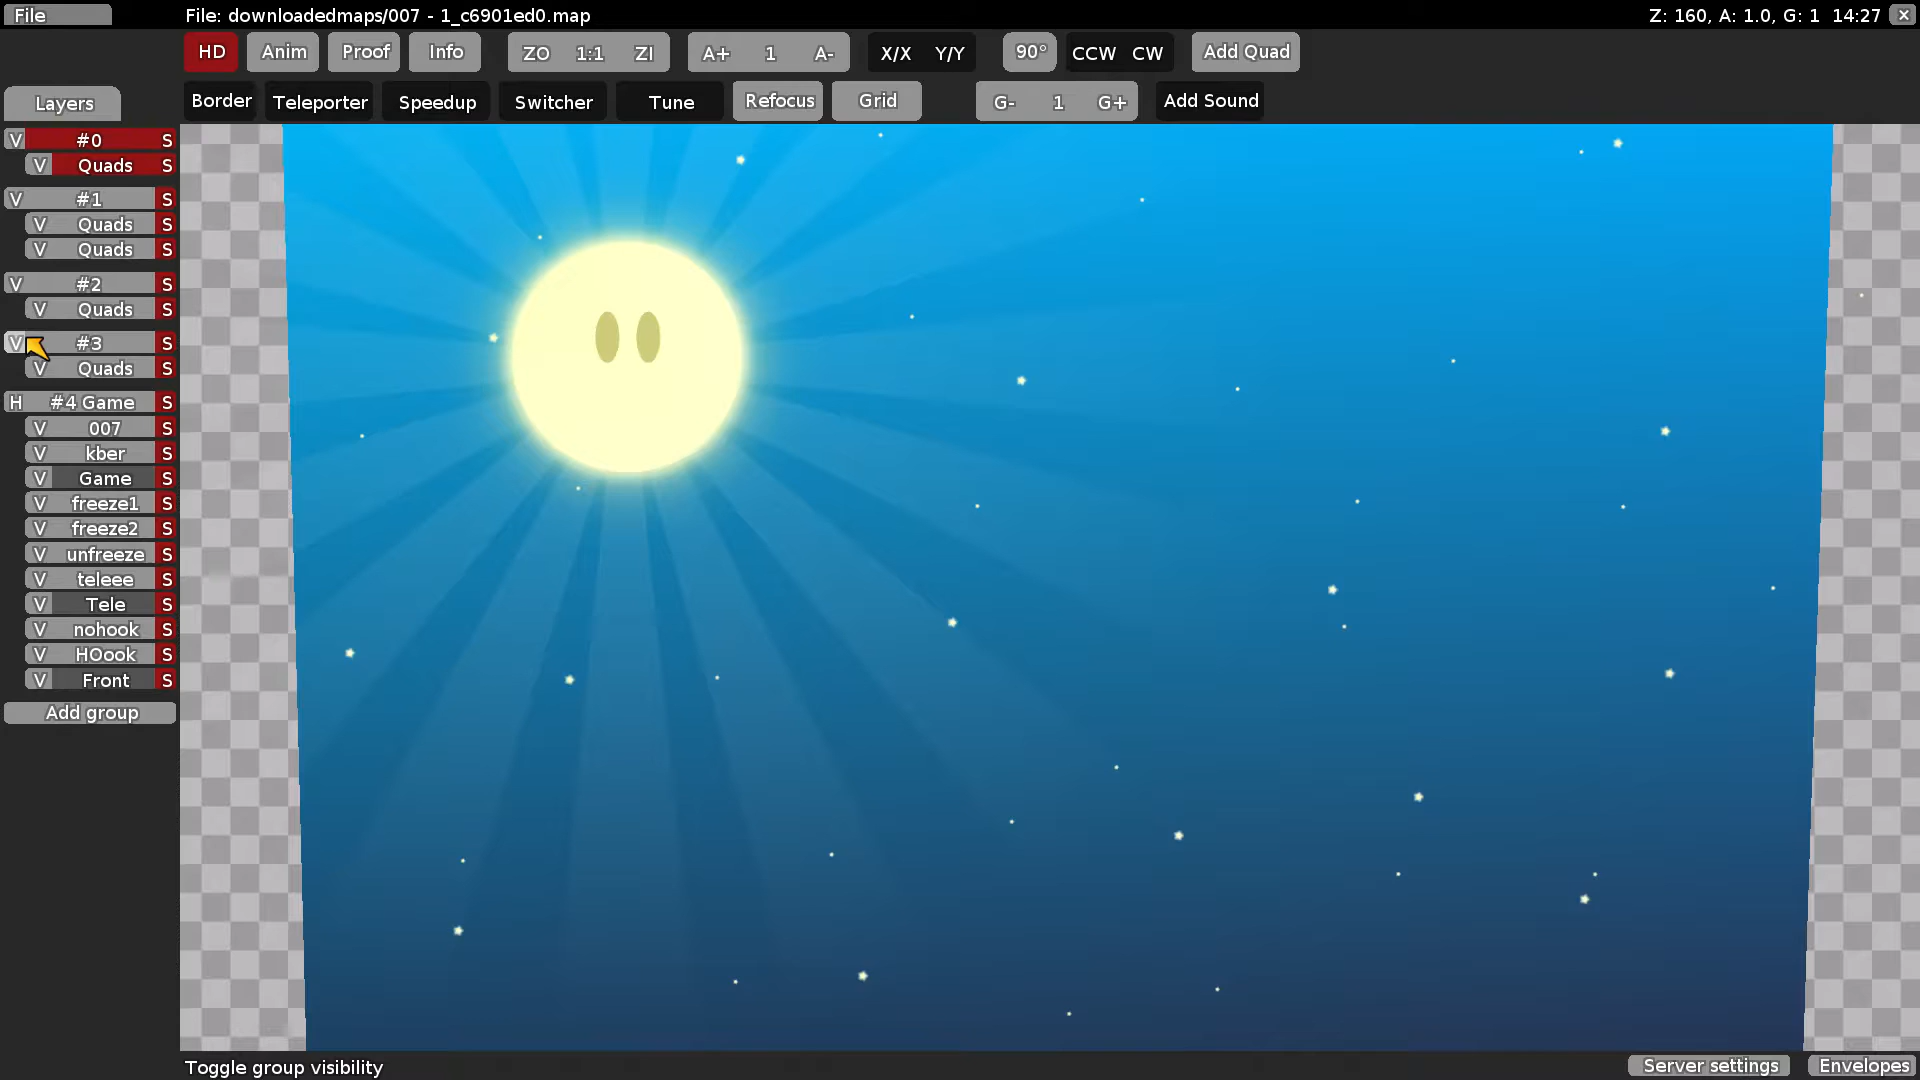 File File: downloadedmaps/007 - 1_c6901ed0.map Z: 160, A: 1.0, G: 1 14:27 ×
HD Anim Proof Info ZO 1:1 ZI A+ 1 A- X/X Y/Y 90° CCW CW Add Quad
Layers Border Teleporter Speedup Switcher Tune Refocus Grid G- 1 G+ Add Sound
V #0 S
V Quads S
V #1 S
V Quads S
V Quads S
V #2 S
V Quads S
V #3 S
V Quads S
H #4 Game S
V 007 S
V kber S
V Game S
V freeze1 S
V freeze2 S
V unfreeze S
V teleee S
V Tele S
V nohook S
V HOook S
V Front S
Add group
Toggle group visibility Server settings Envelopes